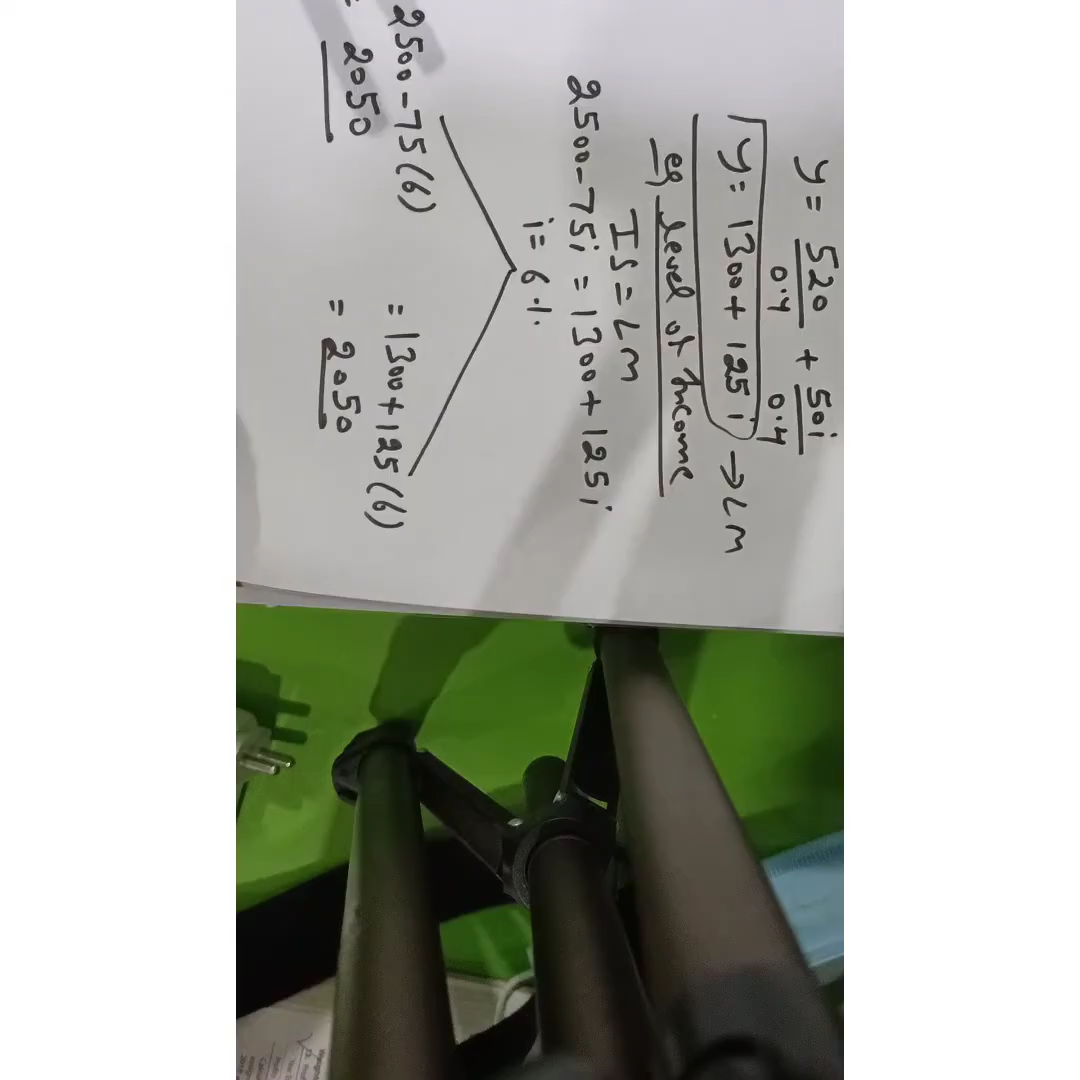 y = 520/0.4 + 50i/0.4
y = 1300 + 125i → LM
eq level of Income
IS = LM
2500 - 75i = 1300 + 125i
i = 6%
2500 - 75(6) = 1300 + 125(6)
= 2050 = 2050